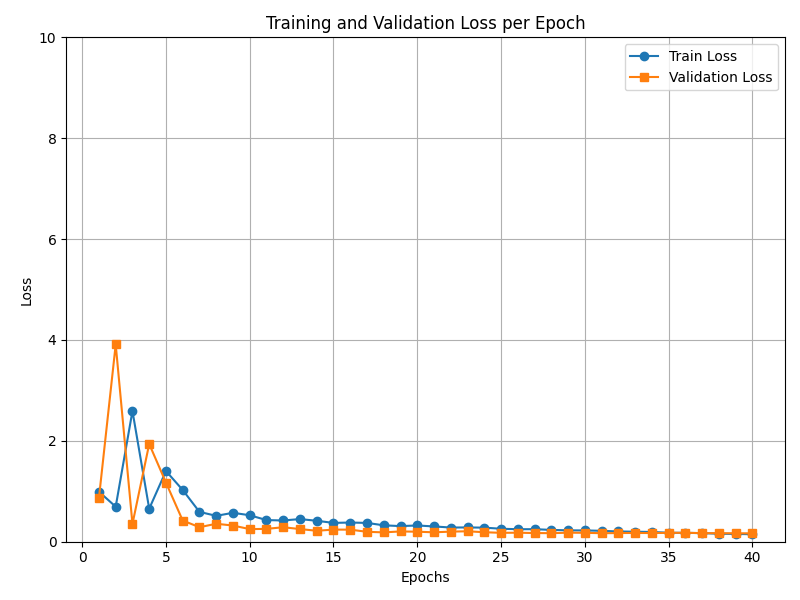 Training and Validation Loss per Epoch
Train Loss
Validation Loss
10
8
6
4
2
0
Loss
0 5 10 15 20 25 30 35 40
Epochs